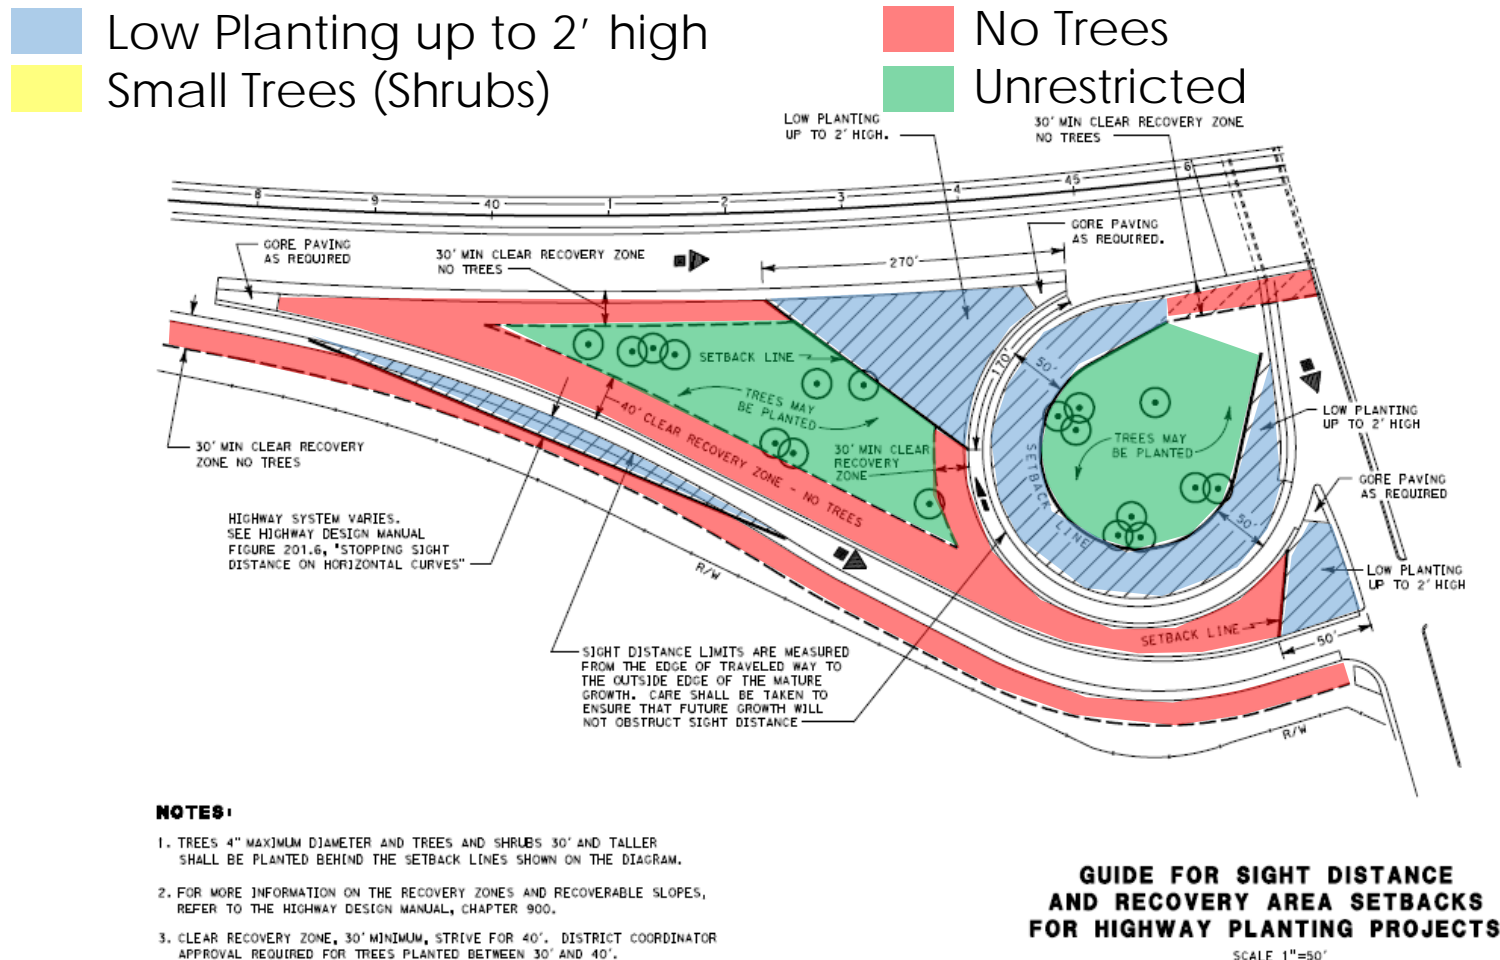 Low Planting up to 2' high
Small Trees (Shrubs)
No Trees
Unrestricted
LOW PLANTING
UP TO 2' HIGH.
30' MIN CLEAR RECOVERY ZONE
NO TREES
8
9
40
1
2
3
4
45
6
GORE PAVING
AS REQUIRED
30' MIN CLEAR RECOVERY ZONE
NO TREES
270'
GORE PAVING
AS REQUIRED.
SETBACK LINE
TREES MAY
BE PLANTED
170'
50'
40' CLEAR RECOVERY ZONE - NO TREES
30' MIN CLEAR
RECOVERY
ZONE
SETBACK LINE
TREES MAY
BE PLANTED
50'
LOW PLANTING
UP TO 2' HIGH
GORE PAVING
AS REQUIRED
LOW PLANTING
UP TO 2' HIGH
30' MIN CLEAR RECOVERY
ZONE NO TREES
HIGHWAY SYSTEM VARIES.
SEE HIGHWAY DESIGN MANUAL
FIGURE 201.6, "STOPPING SIGHT
DISTANCE ON HORIZONTAL CURVES"
R/W
SETBACK LINE
50'
SIGHT DISTANCE LIMITS ARE MEASURED
FROM THE EDGE OF TRAVELED WAY TO
THE OUTSIDE EDGE OF THE MATURE
GROWTH. CARE SHALL BE TAKEN TO
ENSURE THAT FUTURE GROWTH WILL
NOT OBSTRUCT SIGHT DISTANCE
R/W
NOTES:
1. TREES 4" MAXIMUM DIAMETER AND TREES AND SHRUBS 30' AND TALLER
SHALL BE PLANTED BEHIND THE SETBACK LINES SHOWN ON THE DIAGRAM.
2. FOR MORE INFORMATION ON THE RECOVERY ZONES AND RECOVERABLE SLOPES,
REFER TO THE HIGHWAY DESIGN MANUAL, CHAPTER 900.
3. CLEAR RECOVERY ZONE, 30' MINIMUM, STRIVE FOR 40'. DISTRICT COORDINATOR
APPROVAL REQUIRED FOR TREES PLANTED BETWEEN 30' AND 40'.
GUIDE FOR SIGHT DISTANCE
AND RECOVERY AREA SETBACKS
FOR HIGHWAY PLANTING PROJECTS
SCALE 1"=50'